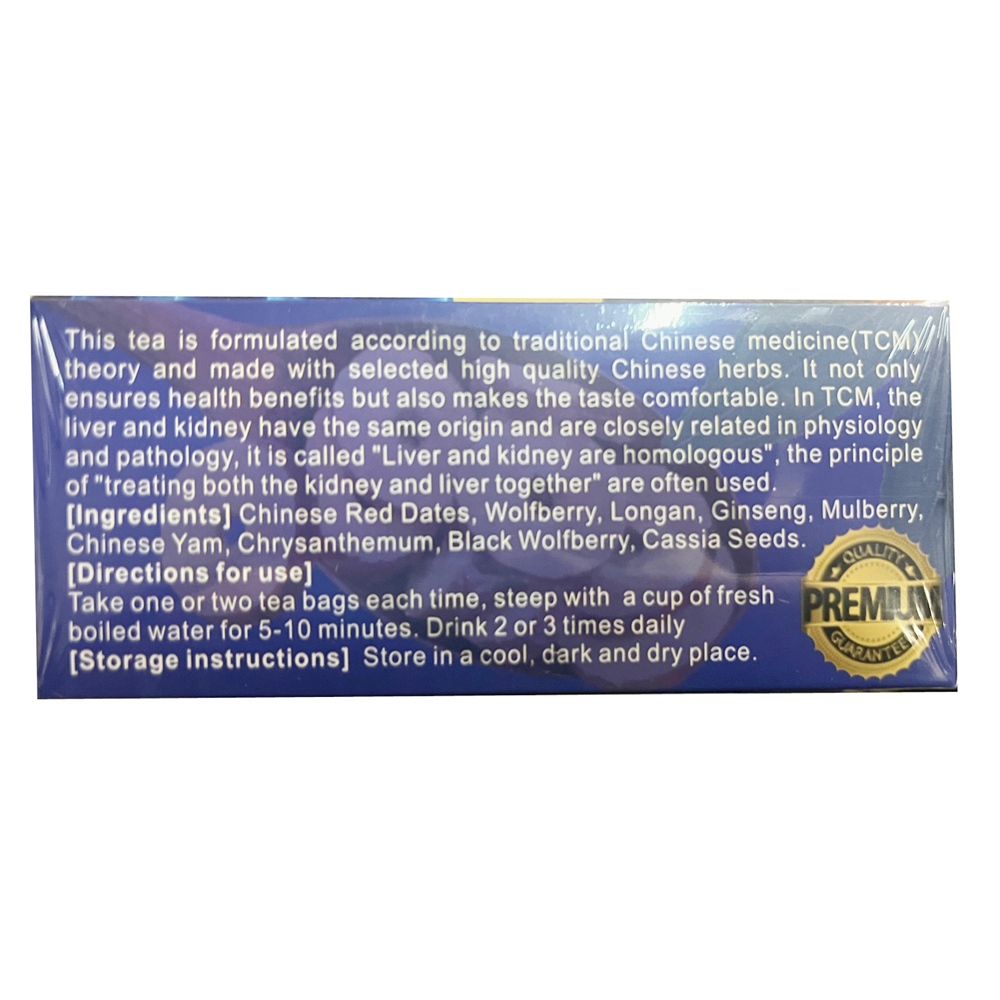 This tea is formulated according to traditional Chinese medicine(TCM)
theory and made with selected high quality Chinese herbs. It not only
ensures health benefits but also makes the taste comfortable. In TCM, the
liver and kidney have the same origin and are closely related in physiology
and pathology, it is called "Liver and kidney are homologous", the principle
of "treating both the kidney and liver together" are often used.
[Ingredients] Chinese Red Dates, Wolfberry, Longan, Ginseng, Mulberry,
Chinese Yam, Chrysanthemum, Black Wolfberry, Cassia Seeds.
[Directions for use]
Take one or two tea bags each time, steep with a cup of fresh
boiled water for 5-10 minutes. Drink 2 or 3 times daily
[Storage instructions] Store in a cool, dark and dry place.
QUALITY
PREMIUM
GUARANTEE